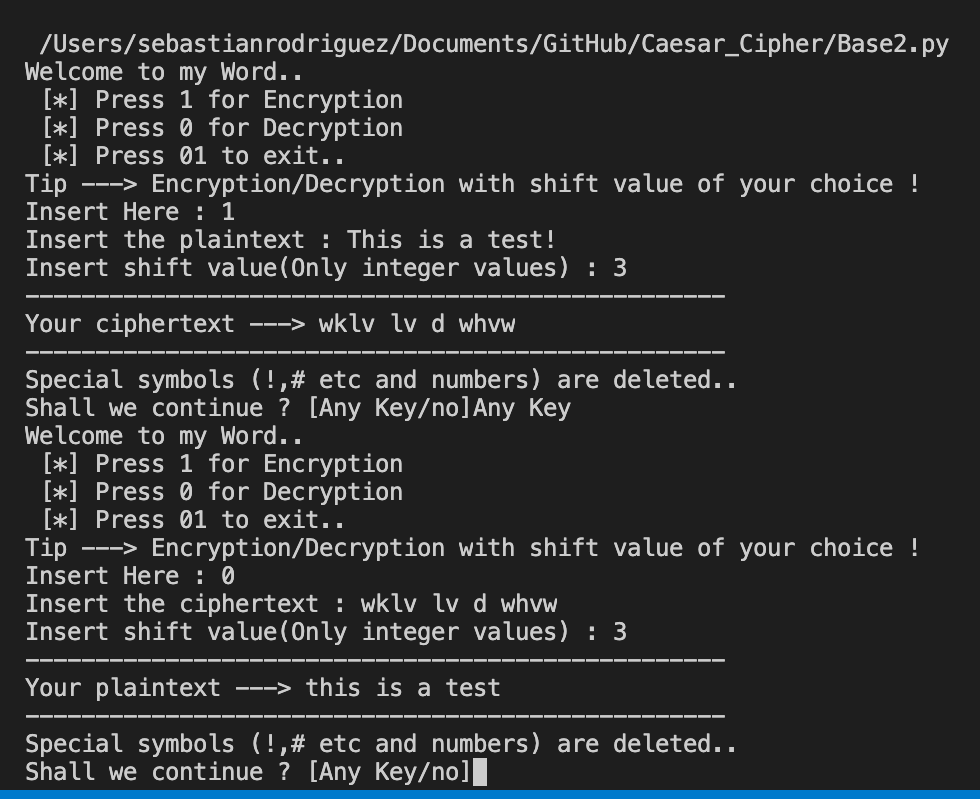 /Users/sebastianrodriguez/Documents/GitHub/Caesar_Cipher/Base2.py
Welcome to my Word..
[*] Press 1 for Encryption
[*] Press 0 for Decryption
[*] Press 01 to exit..
Tip ---> Encryption/Decryption with shift value of your choice !
Insert Here : 1
Insert the plaintext : This is a test!
Insert shift value(Only integer values) : 3
--------------------------------------------------
Your ciphertext ---> wklv lv d whvw
--------------------------------------------------
Special symbols (!,# etc and numbers) are deleted..
Shall we continue ? [Any Key/no]Any Key
Welcome to my Word..
[*] Press 1 for Encryption
[*] Press 0 for Decryption
[*] Press 01 to exit..
Tip ---> Encryption/Decryption with shift value of your choice !
Insert Here : 0
Insert the ciphertext : wklv lv d whvw
Insert shift value(Only integer values) : 3
--------------------------------------------------
Your plaintext ---> this is a test
--------------------------------------------------
Special symbols (!,# etc and numbers) are deleted..
Shall we continue ? [Any Key/no]